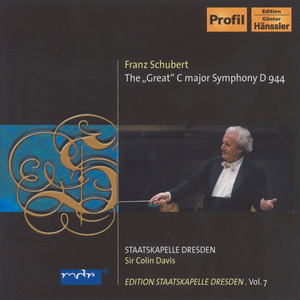 Profil
Edition
Günter
Hänssler
Franz Schubert
The „Great“ C major Symphony D 944
STAATSKAPELLE DRESDEN
Sir Colin Davis
mdr
EDITION STAATSKAPELLE DRESDEN . Vol. 7